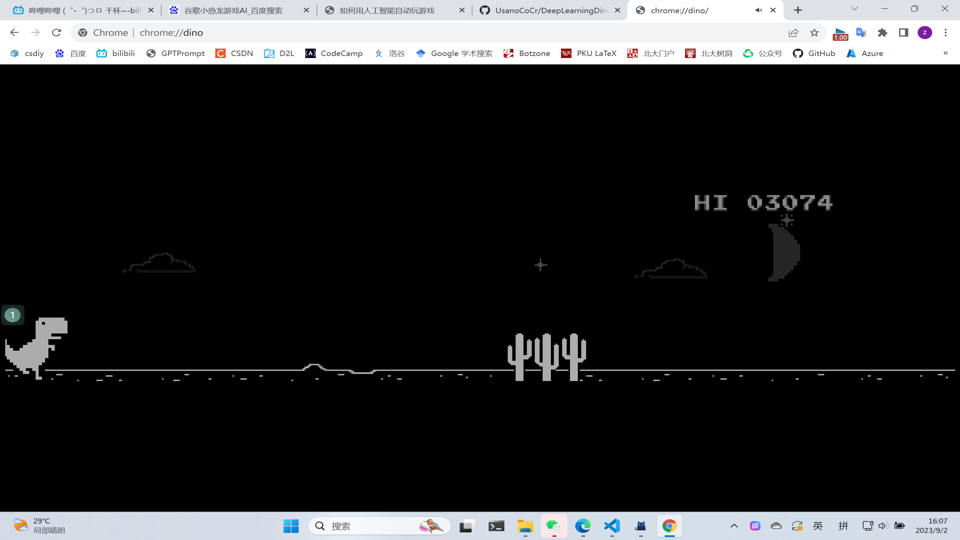 哔哩哔哩 (゜-゜)つロ 干杯~-bili
谷歌小恐龙游戏AI_百度搜索
如何用人工智能自动玩游戏
UsanoCoCr/DeepLearningDin
chrome://dino/
Chrome | chrome://dino
1.00
z
csdiy
百度
bilibili
GPTPrompt
CSDN
D2L
CodeCamp
洛谷
Google 学术搜索
Botzone
PKU LaTeX
北大门户
北大树洞
公众号
GitHub
Azure
»
HI 03074
1
29°C
局部晴朗
搜索
英
拼
16:07
2023/9/2